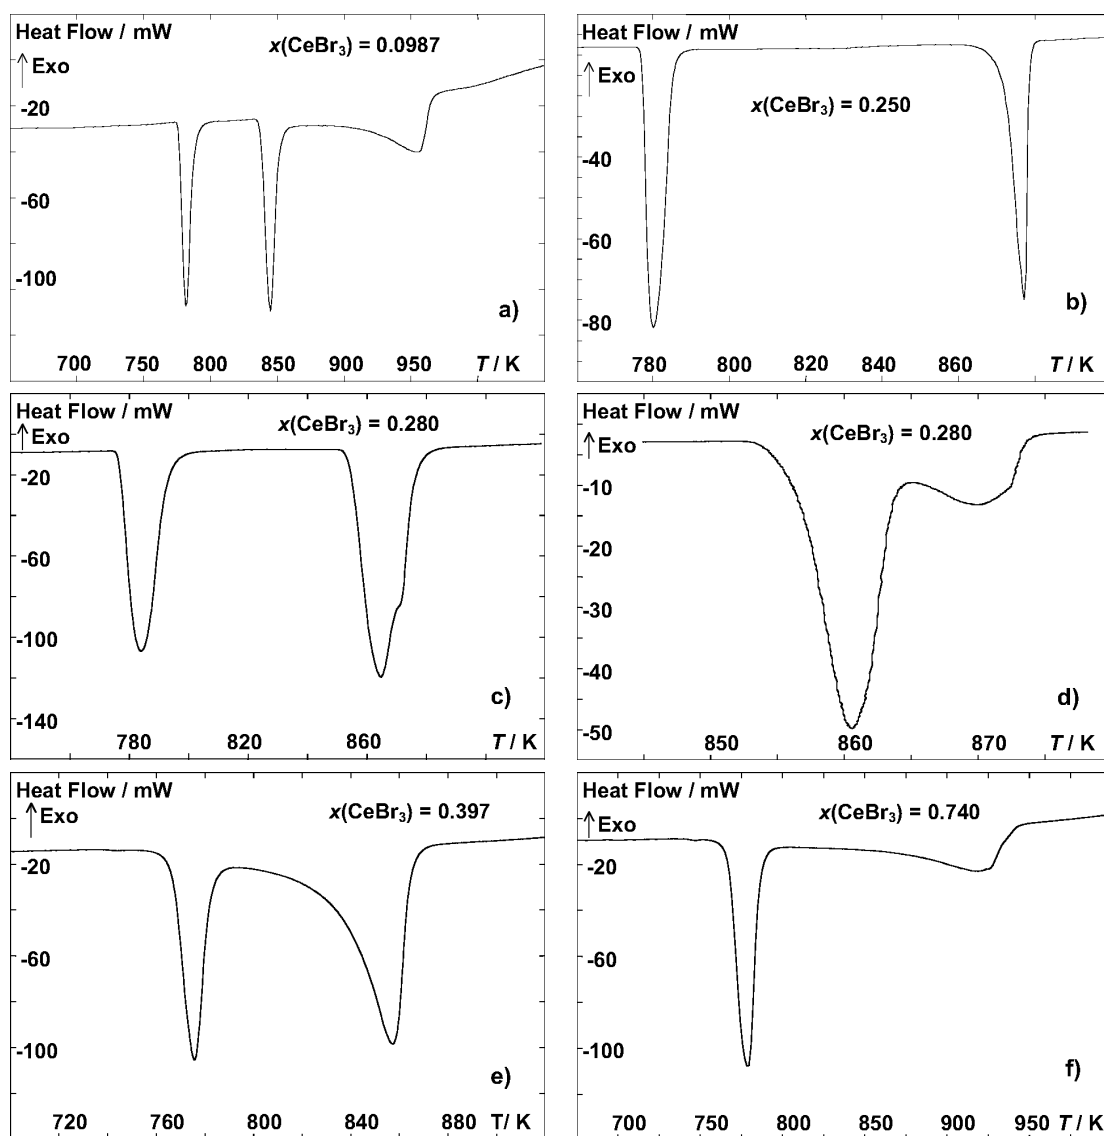 Heat Flow / mW
x(CeBr₃) = 0.0987
Exo
-20
-60
-100
a)
700 750 800 850 900 950 T / K
Heat Flow / mW
Exo
x(CeBr₃) = 0.250
-40
-60
-80
b)
780 800 820 840 860 T / K
Heat Flow / mW
x(CeBr₃) = 0.280
Exo
-20
-60
-100
-140
c)
780 820 860 T / K
Heat Flow / mW
x(CeBr₃) = 0.280
Exo
-10
-20
-30
-40
-50
d)
850 860 870 T / K
Heat Flow / mW
x(CeBr₃) = 0.397
Exo
-20
-60
-100
e)
720 760 800 840 880 T/ K
Heat Flow / mW
x(CeBr₃) = 0.740
Exo
-20
-60
-100
f)
700 750 800 850 900 950 T / K